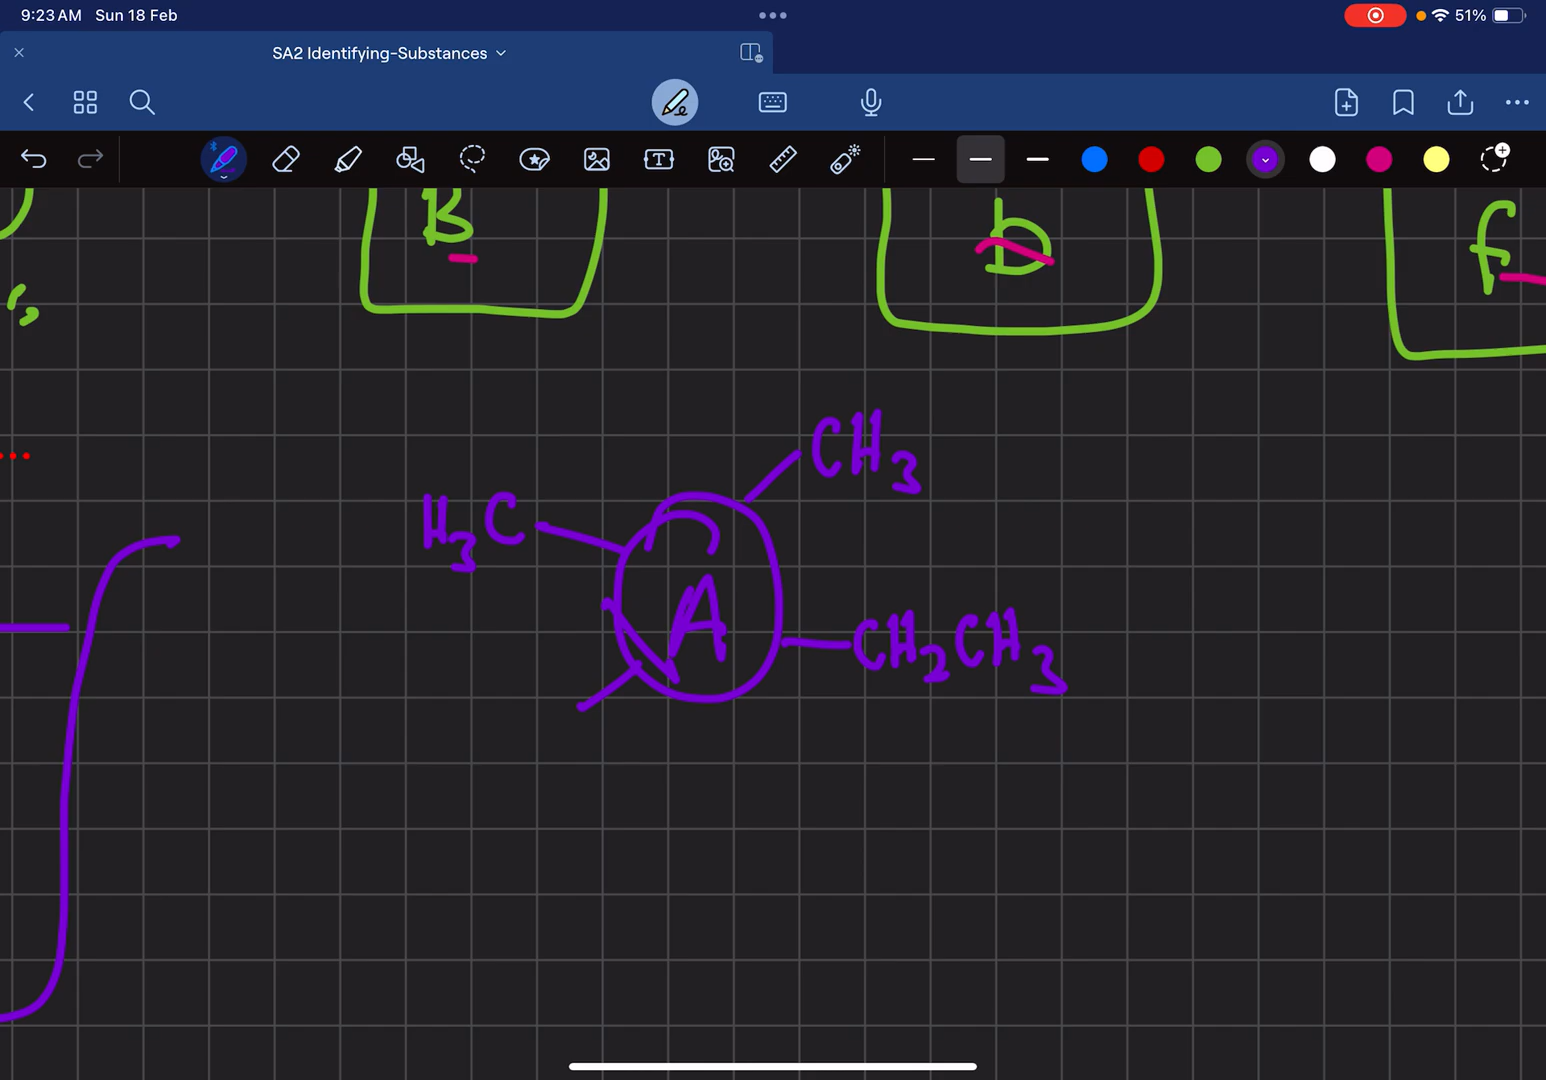 9:23 AM Sun 18 Feb
51%
SA2 Identifying-Substances
T
B
D
f
CH₃
H₃C
A
CH₂CH₃